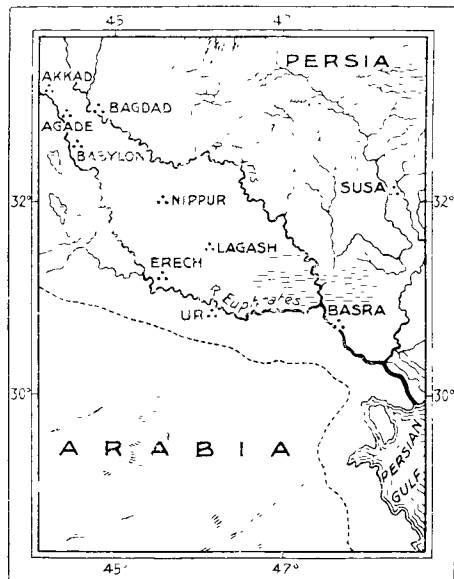 45
4
PERSIA
AKKAD
BAGDAD
AGADE
BABYLON
SUSA
32°
NIPPUR
32°
LAGASH
ERECH
R Euphrates
UR
BASRA
30°
30°
ARABIA
PERSIAN
GULF
45°
47°